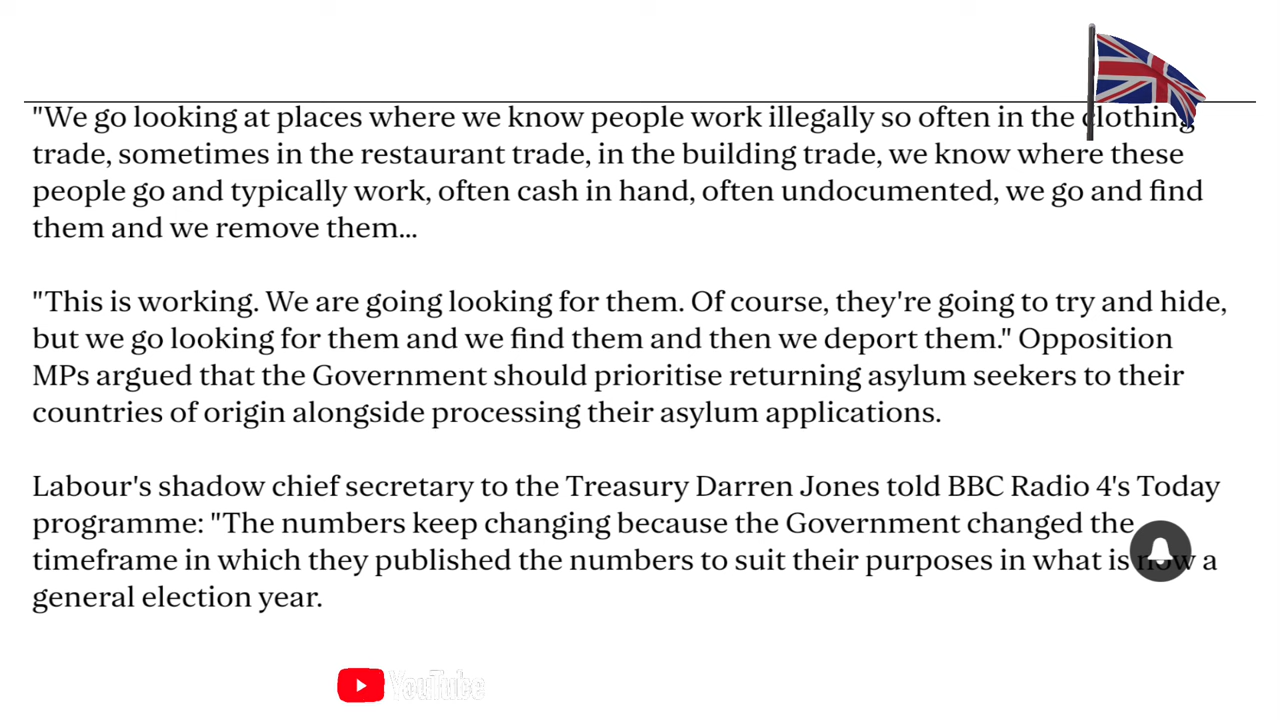 "We go looking at places where we know people work illegally so often in the clothing
trade, sometimes in the restaurant trade, in the building trade, we know where these
people go and typically work, often cash in hand, often undocumented, we go and find
them and we remove them...
"This is working. We are going looking for them. Of course, they're going to try and hide,
but we go looking for them and we find them and then we deport them." Opposition
MPs argued that the Government should prioritise returning asylum seekers to their
countries of origin alongside processing their asylum applications.
Labour's shadow chief secretary to the Treasury Darren Jones told BBC Radio 4's Today
programme: "The numbers keep changing because the Government changed the
timeframe in which they published the numbers to suit their purposes in what is now a
general election year.
YouTube